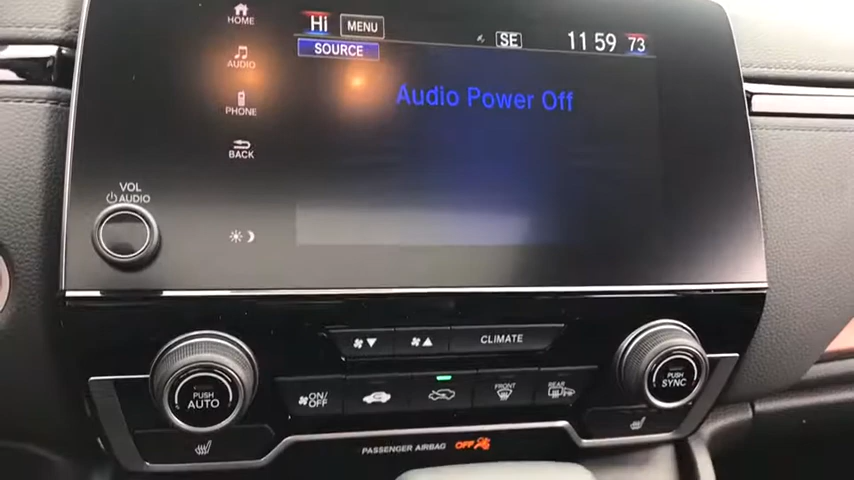 HOME
Hi
MENU
SE
11 59
73
SOURCE
AUDIO
Audio Power Off
PHONE
BACK
VOL
AUDIO
CLIMATE
PUSH
AUTO
PUSH
SYNC
ON/
OFF
FRONT
REAR
PASSENGER AIRBAG OFF